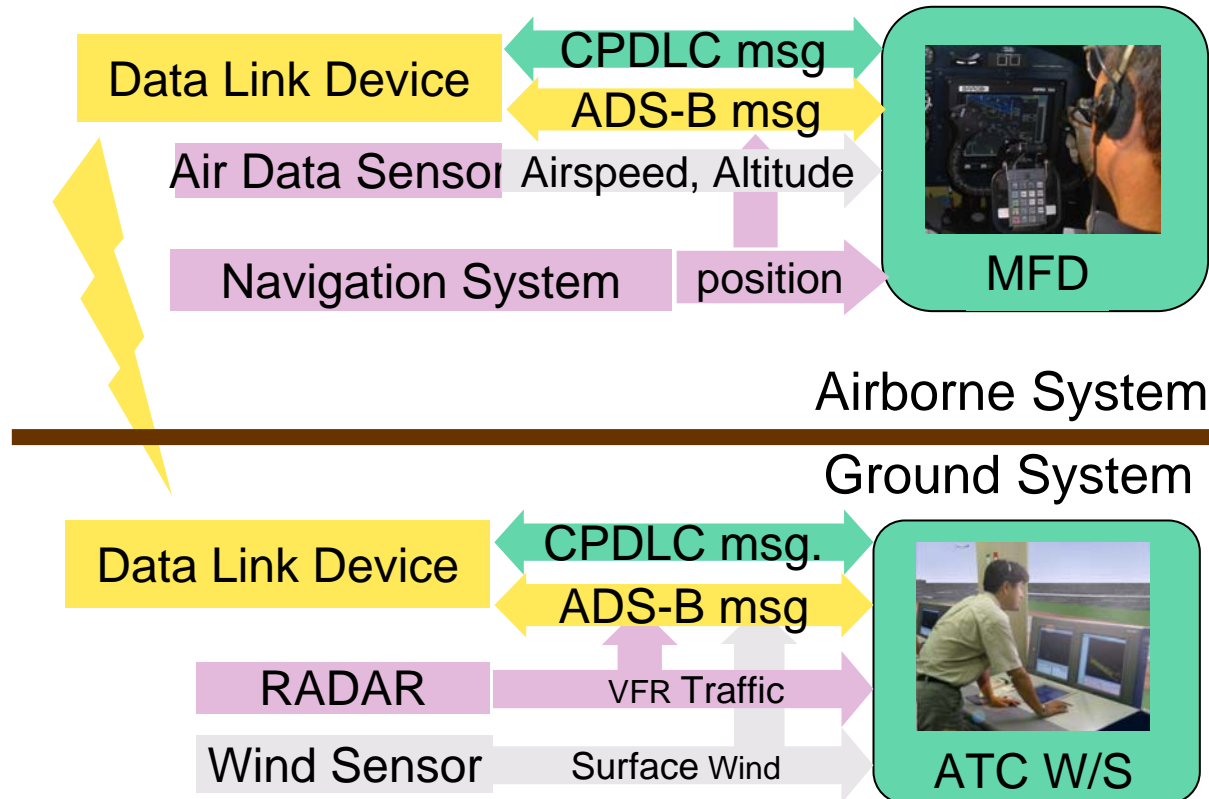 Data Link Device
CPDLC msg
ADS-B msg
Air Data Sensor
Airspeed, Altitude
Navigation System
position
MFD
Airborne System
Ground System
Data Link Device
CPDLC msg.
ADS-B msg
RADAR
VFR Traffic
Wind Sensor
Surface Wind
ATC W/S